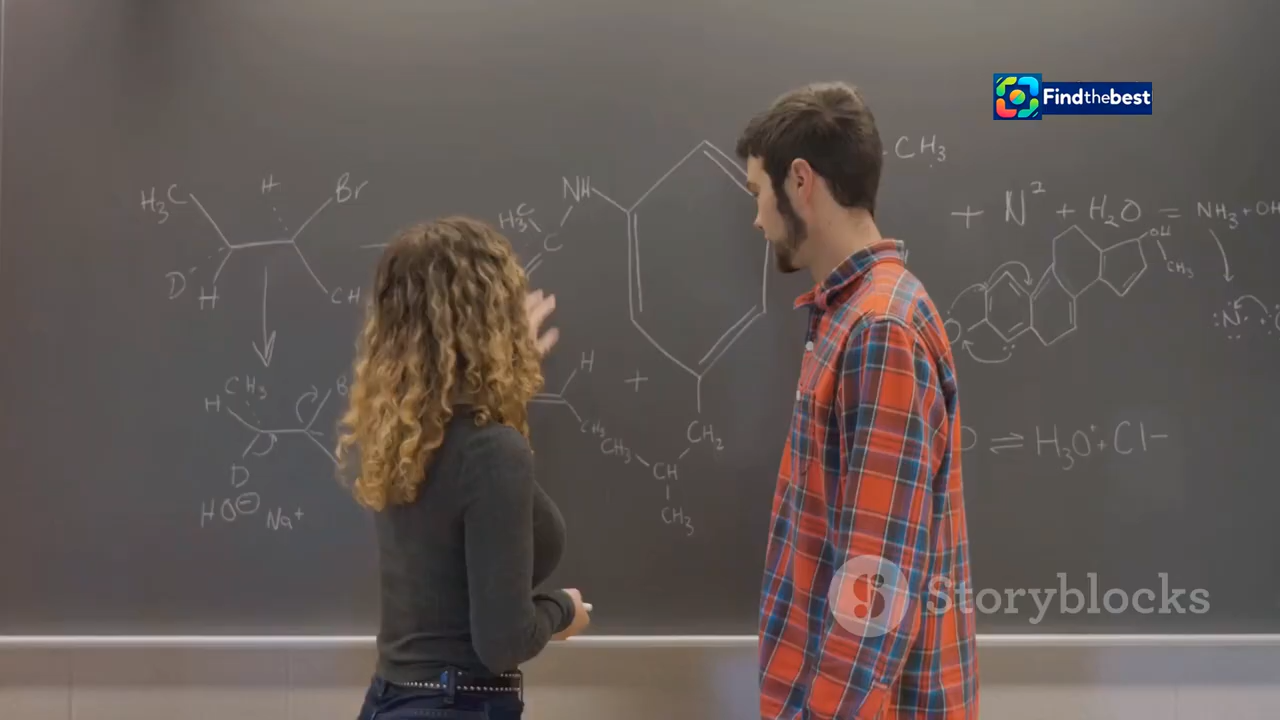 Findthebest
H₃C
H
Br
D
H
CH
NH
H₃C
C
CH₃
+ N² + H₂O = NH₃ + OH
OH
CH₃
:N:
CH₃
H
D
HO⊖ Na⁺
H
+
CH₃
CH₃
CH₂
CH
CH₃
⇌ H₃O⁺ + Cl−
Storyblocks